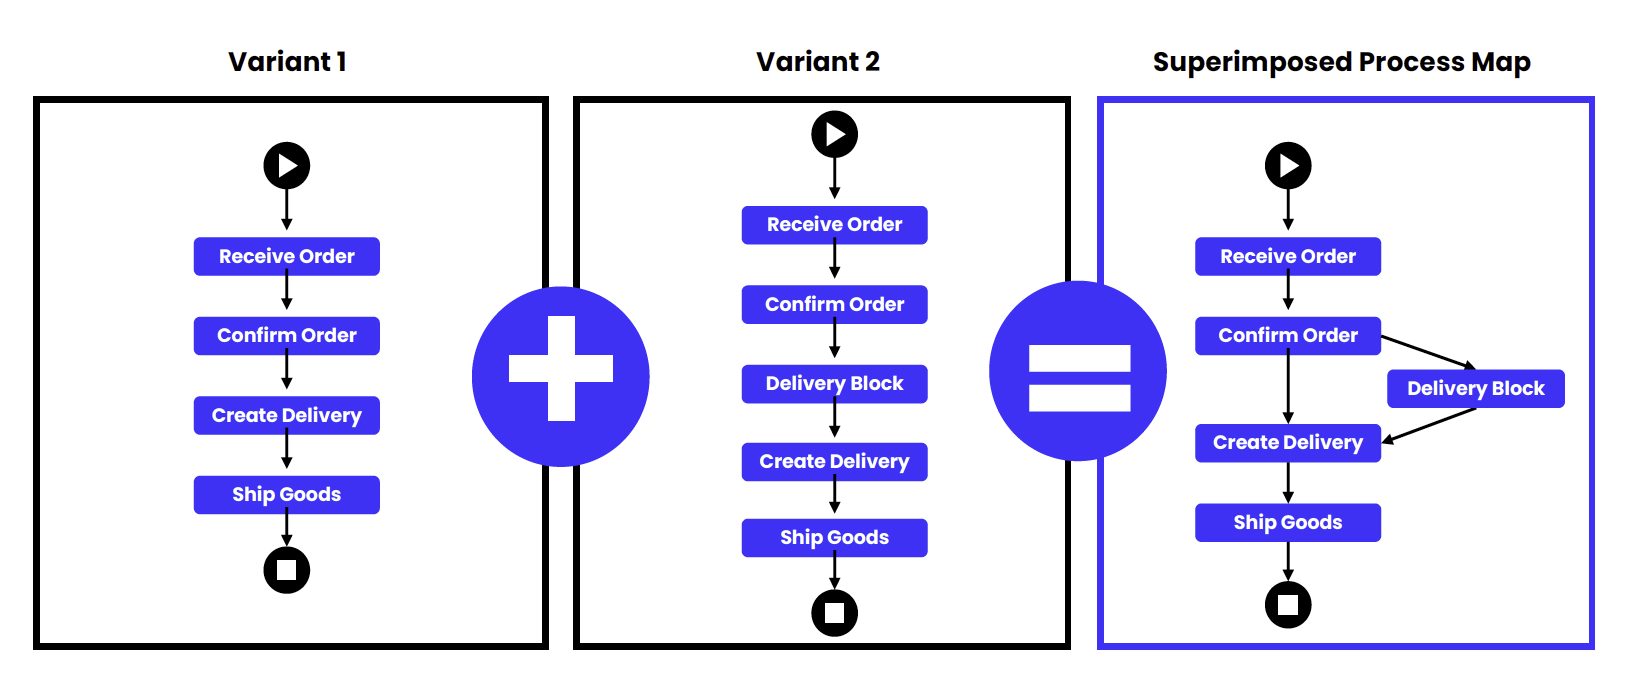 Variant 1
Receive Order
Confirm Order
Create Delivery
Ship Goods
Variant 2
Receive Order
Confirm Order
Delivery Block
Create Delivery
Ship Goods
Superimposed Process Map
Receive Order
Confirm Order
Delivery Block
Create Delivery
Ship Goods